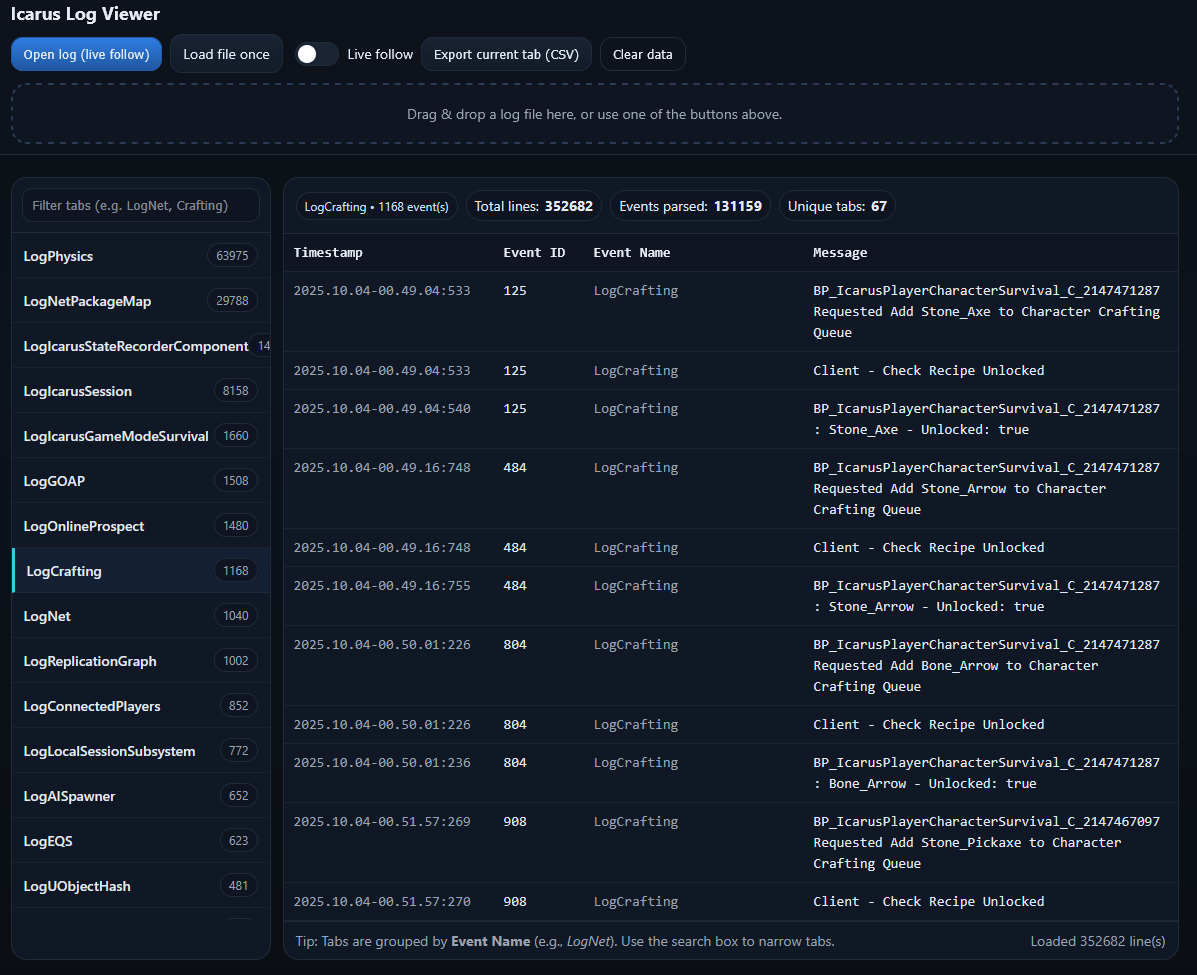 Icarus Log Viewer
Open log (live follow) Load file once Live follow Export current tab (CSV) Clear data
Drag & drop a log file here, or use one of the buttons above.
Filter tabs (e.g. LogNet, Crafting)
LogPhysics 63975
LogNetPackageMap 29788
LogIcarusStateRecorderComponent 14
LogIcarusSession 8158
LogIcarusGameModeSurvival 1660
LogGOAP 1508
LogOnlineProspect 1480
LogCrafting 1168
LogNet 1040
LogReplicationGraph 1002
LogConnectedPlayers 852
LogLocalSessionSubsystem 772
LogAISpawner 652
LogEQS 623
LogUObjectHash 481
LogCrafting • 1168 event(s) Total lines: 352682 Events parsed: 131159 Unique tabs: 67
Timestamp Event ID Event Name Message
2025.10.04-00.49.04:533 125 LogCrafting BP_IcarusPlayerCharacterSurvival_C_2147471287
Requested Add Stone_Axe to Character Crafting
Queue
2025.10.04-00.49.04:533 125 LogCrafting Client - Check Recipe Unlocked
2025.10.04-00.49.04:540 125 LogCrafting BP_IcarusPlayerCharacterSurvival_C_2147471287
: Stone_Axe - Unlocked: true
2025.10.04-00.49.16:748 484 LogCrafting BP_IcarusPlayerCharacterSurvival_C_2147471287
Requested Add Stone_Arrow to Character
Crafting Queue
2025.10.04-00.49.16:748 484 LogCrafting Client - Check Recipe Unlocked
2025.10.04-00.49.16:755 484 LogCrafting BP_IcarusPlayerCharacterSurvival_C_2147471287
: Stone_Arrow - Unlocked: true
2025.10.04-00.50.01:226 804 LogCrafting BP_IcarusPlayerCharacterSurvival_C_2147471287
Requested Add Bone_Arrow to Character
Crafting Queue
2025.10.04-00.50.01:226 804 LogCrafting Client - Check Recipe Unlocked
2025.10.04-00.50.01:236 804 LogCrafting BP_IcarusPlayerCharacterSurvival_C_2147471287
: Bone_Arrow - Unlocked: true
2025.10.04-00.51.57:269 908 LogCrafting BP_IcarusPlayerCharacterSurvival_C_2147467097
Requested Add Stone_Pickaxe to Character
Crafting Queue
2025.10.04-00.51.57:270 908 LogCrafting Client - Check Recipe Unlocked
Tip: Tabs are grouped by Event Name (e.g., LogNet). Use the search box to narrow tabs. Loaded 352682 line(s)